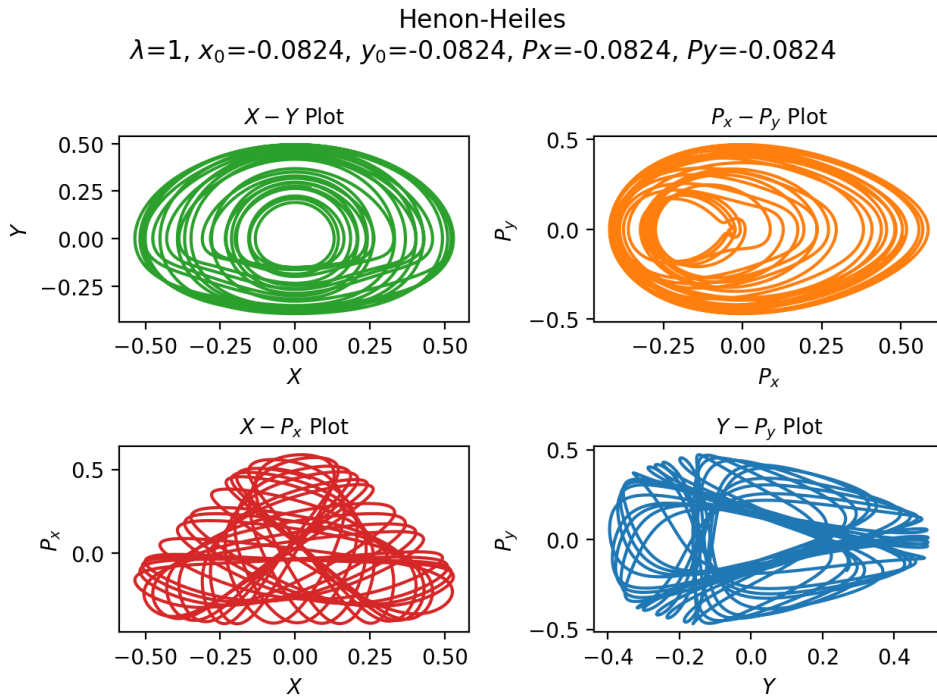 Henon-Heiles
λ=1, x₀=-0.0824, y₀=-0.0824, Px=-0.0824, Py=-0.0824
X − Y Plot
Y
0.50
0.25
0.00
−0.25
−0.50 −0.25 0.00 0.25 0.50
X
Pₓ − Pᵧ Plot
Pᵧ
0.5
0.0
−0.5
−0.25 0.00 0.25 0.50
Pₓ
X − Pₓ Plot
Pₓ
0.5
0.0
−0.50 −0.25 0.00 0.25 0.50
X
Y − Pᵧ Plot
Pᵧ
0.5
0.0
−0.5
−0.4 −0.2 0.0 0.2 0.4
Y